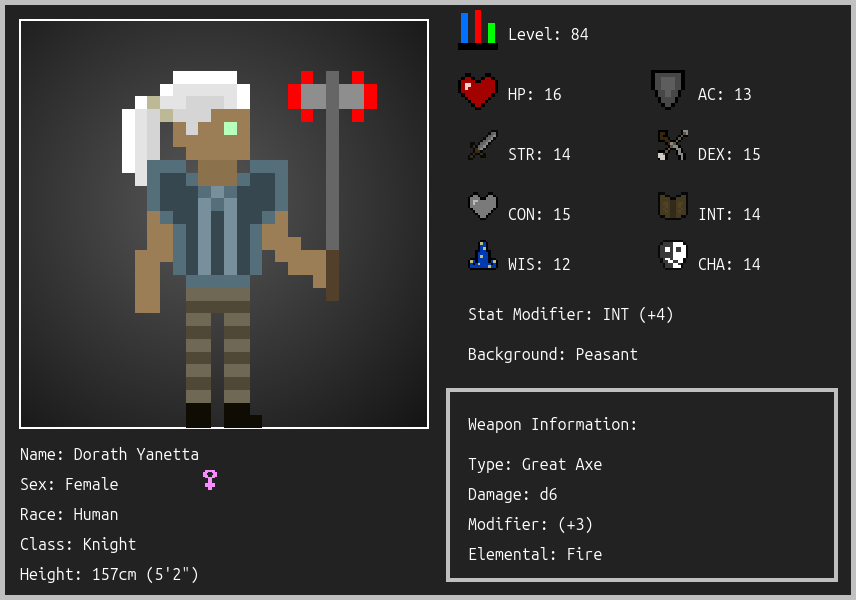 Level: 84
HP: 16
AC: 13
STR: 14
DEX: 15
CON: 15
INT: 14
WIS: 12
CHA: 14
Stat Modifier: INT (+4)
Background: Peasant
Weapon Information:
Type: Great Axe
Damage: d6
Modifier: (+3)
Elemental: Fire
Name: Dorath Yanetta
Sex: Female
Race: Human
Class: Knight
Height: 157cm (5'2")